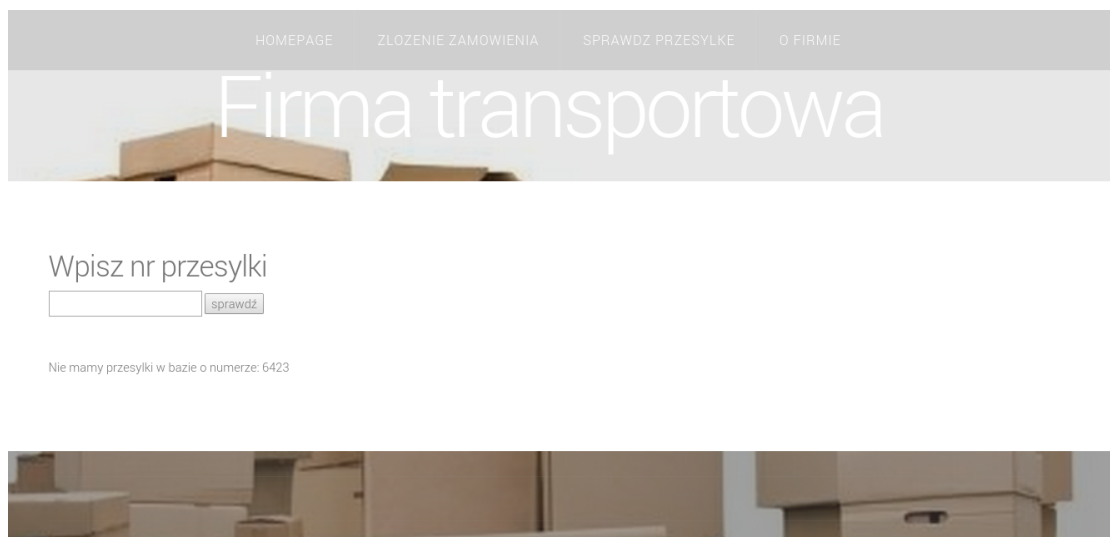 HOMEPAGE ZLOZENIE ZAMOWIENIA SPRAWDZ PRZESYLKE O FIRMIE
Firma transportowa
Wpisz nr przesylki
sprawdź
Nie mamy przesylki w bazie o numerze: 6423